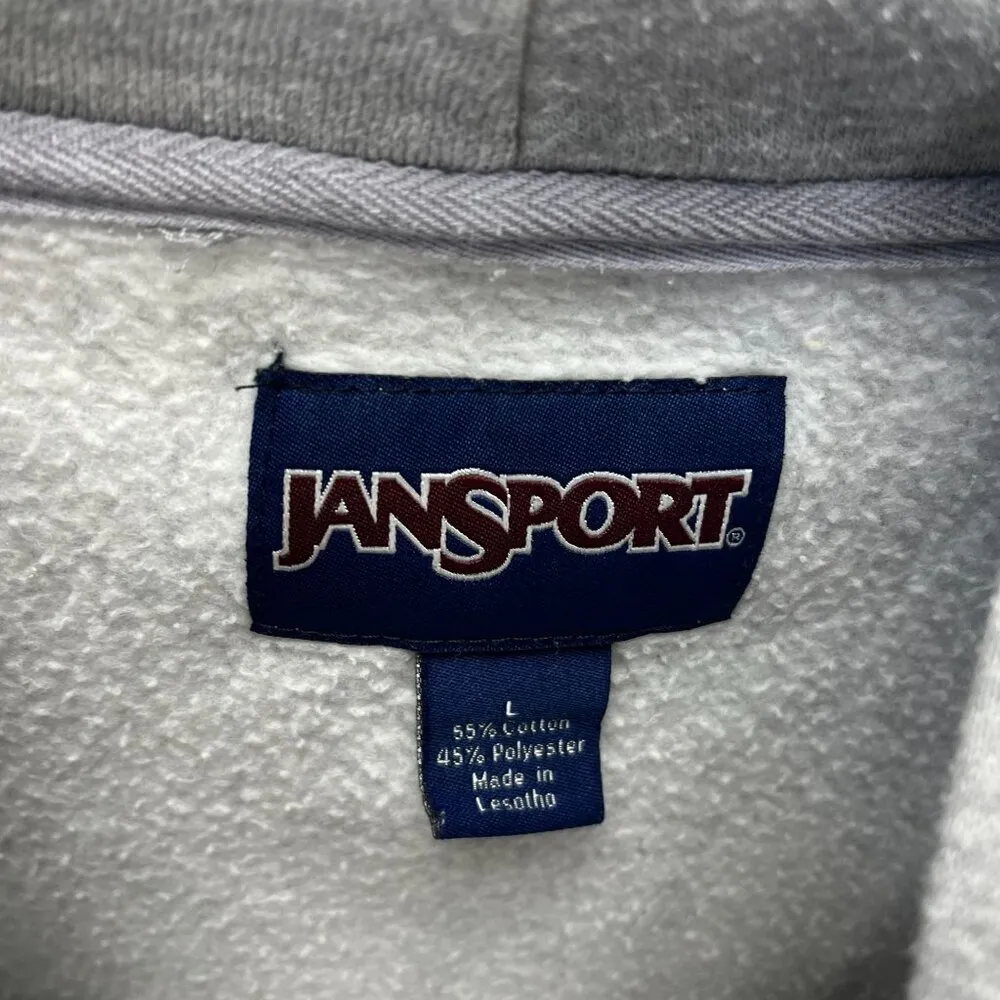 JANSPORT®
L
55% Cotton
45% Polyester
Made in
Lesotho